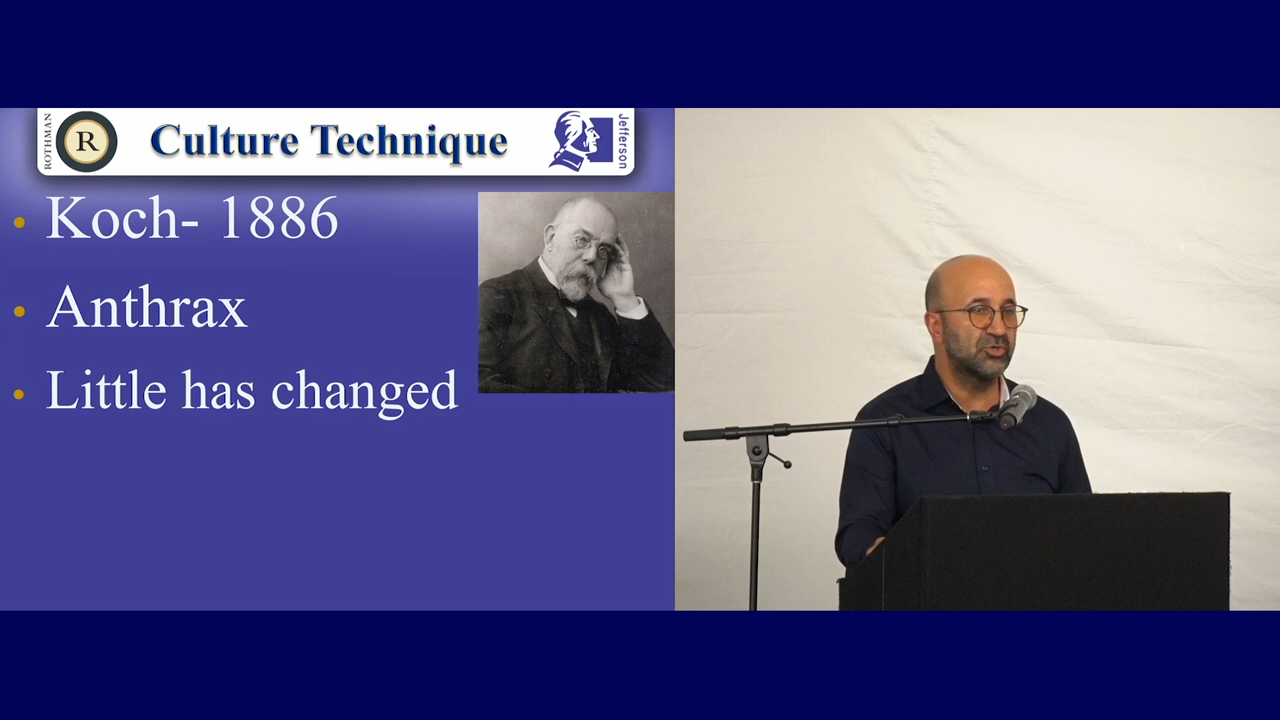 ROTHMAN
R
Culture Technique
Jefferson
Koch- 1886
Anthrax
Little has changed